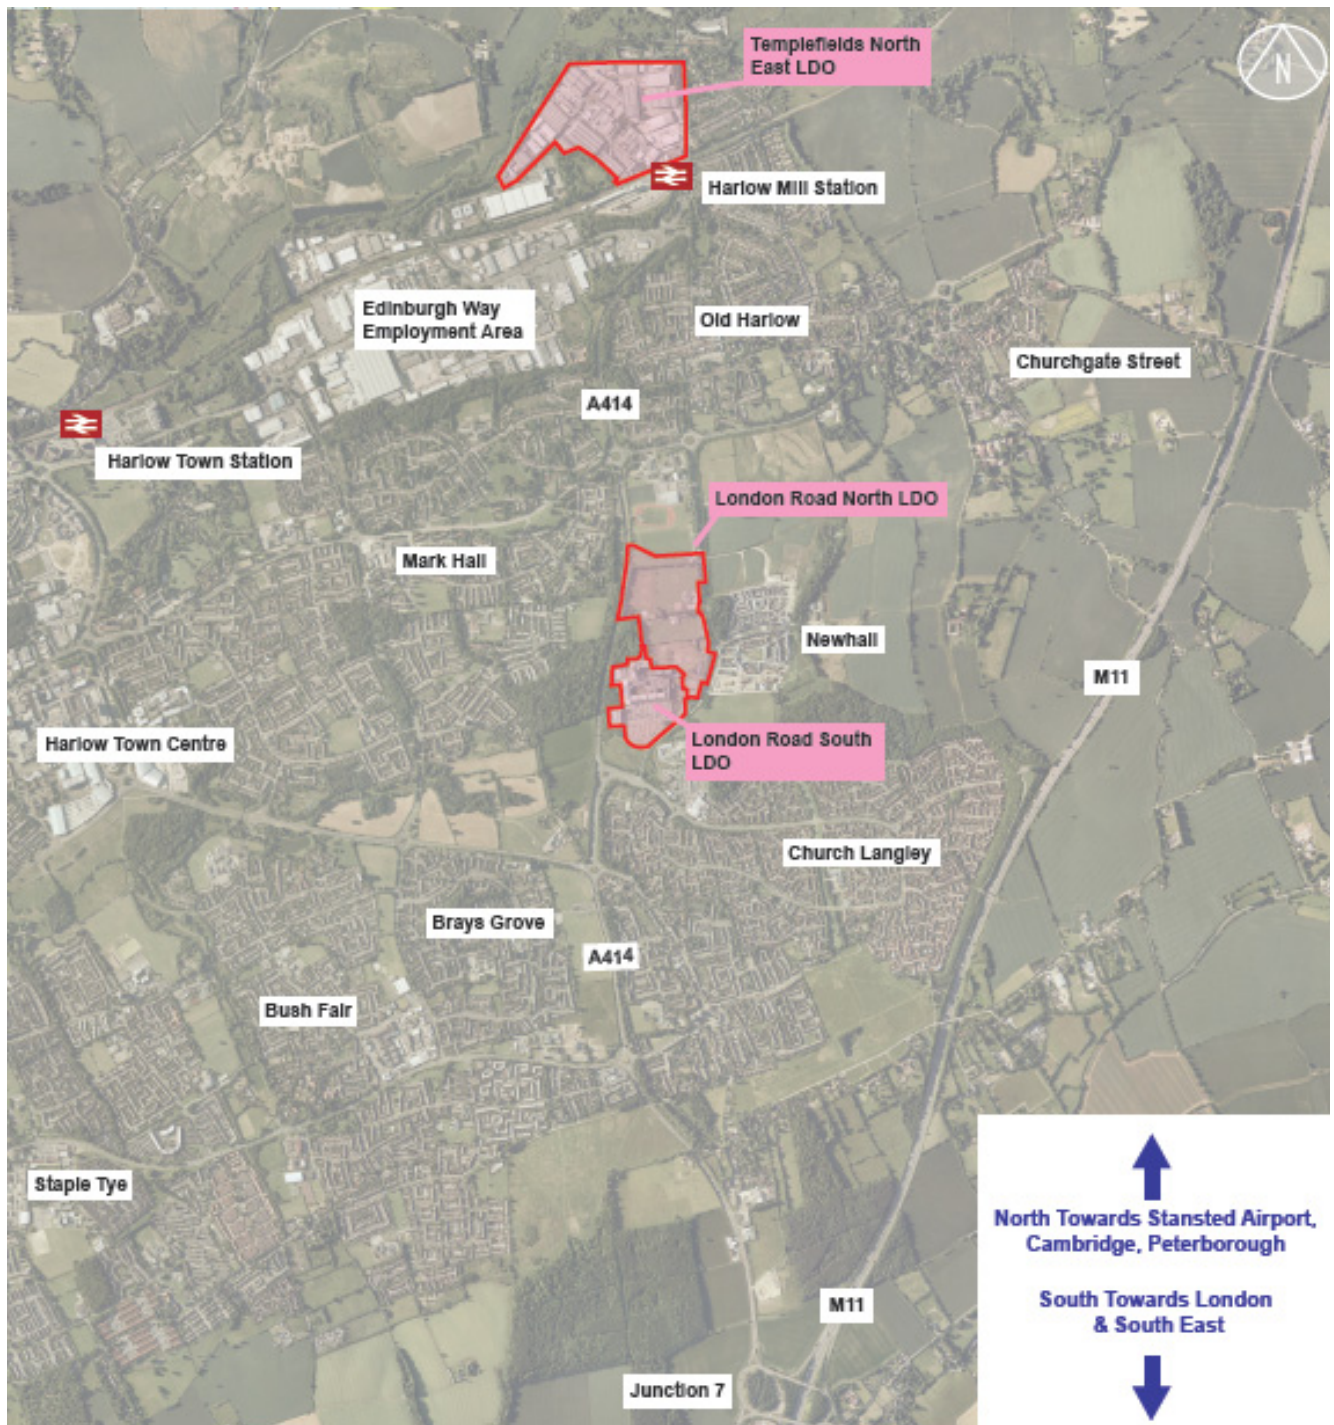 Templefields North
East LDO
N
Harlow Mill Station
Edinburgh Way
Employment Area
Old Harlow
Churchgate Street
A414
Harlow Town Station
London Road North LDO
Mark Hall
Newhall
M11
Harlow Town Centre
London Road South
LDO
Church Langley
Brays Grove
A414
Bush Fair
Staple Tye
North Towards Stansted Airport,
Cambridge, Peterborough
South Towards London
& South East
M11
Junction 7